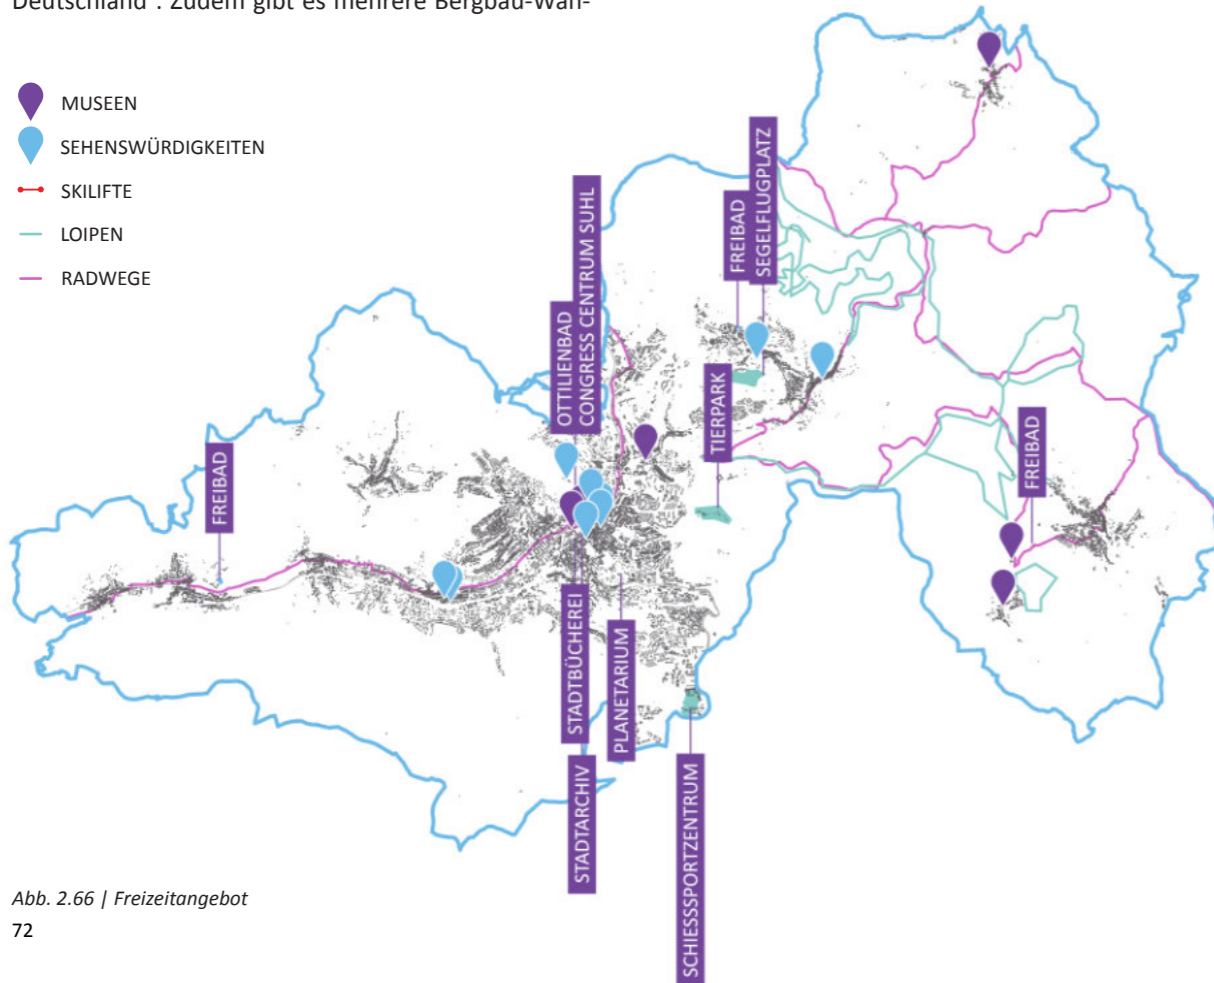 Deutschland". Zudem gibt es mehrere Bergbau-Wan-
MUSEEN
SEHENSWÜRDIGKEITEN
SKILIFTE
LOIPEN
RADWEGE
FREIBAD
OTTILIENBAD
CONGRESS CENTRUM SUHL
FREIBAD
SEGELFLUGPLATZ
TIERPARK
FREIBAD
STADTBÜCHEREI
STADTARCHIV
PLANETARIUM
SCHIESSSPORTZENTRUM
Abb. 2.66 | Freizeitangebot
72